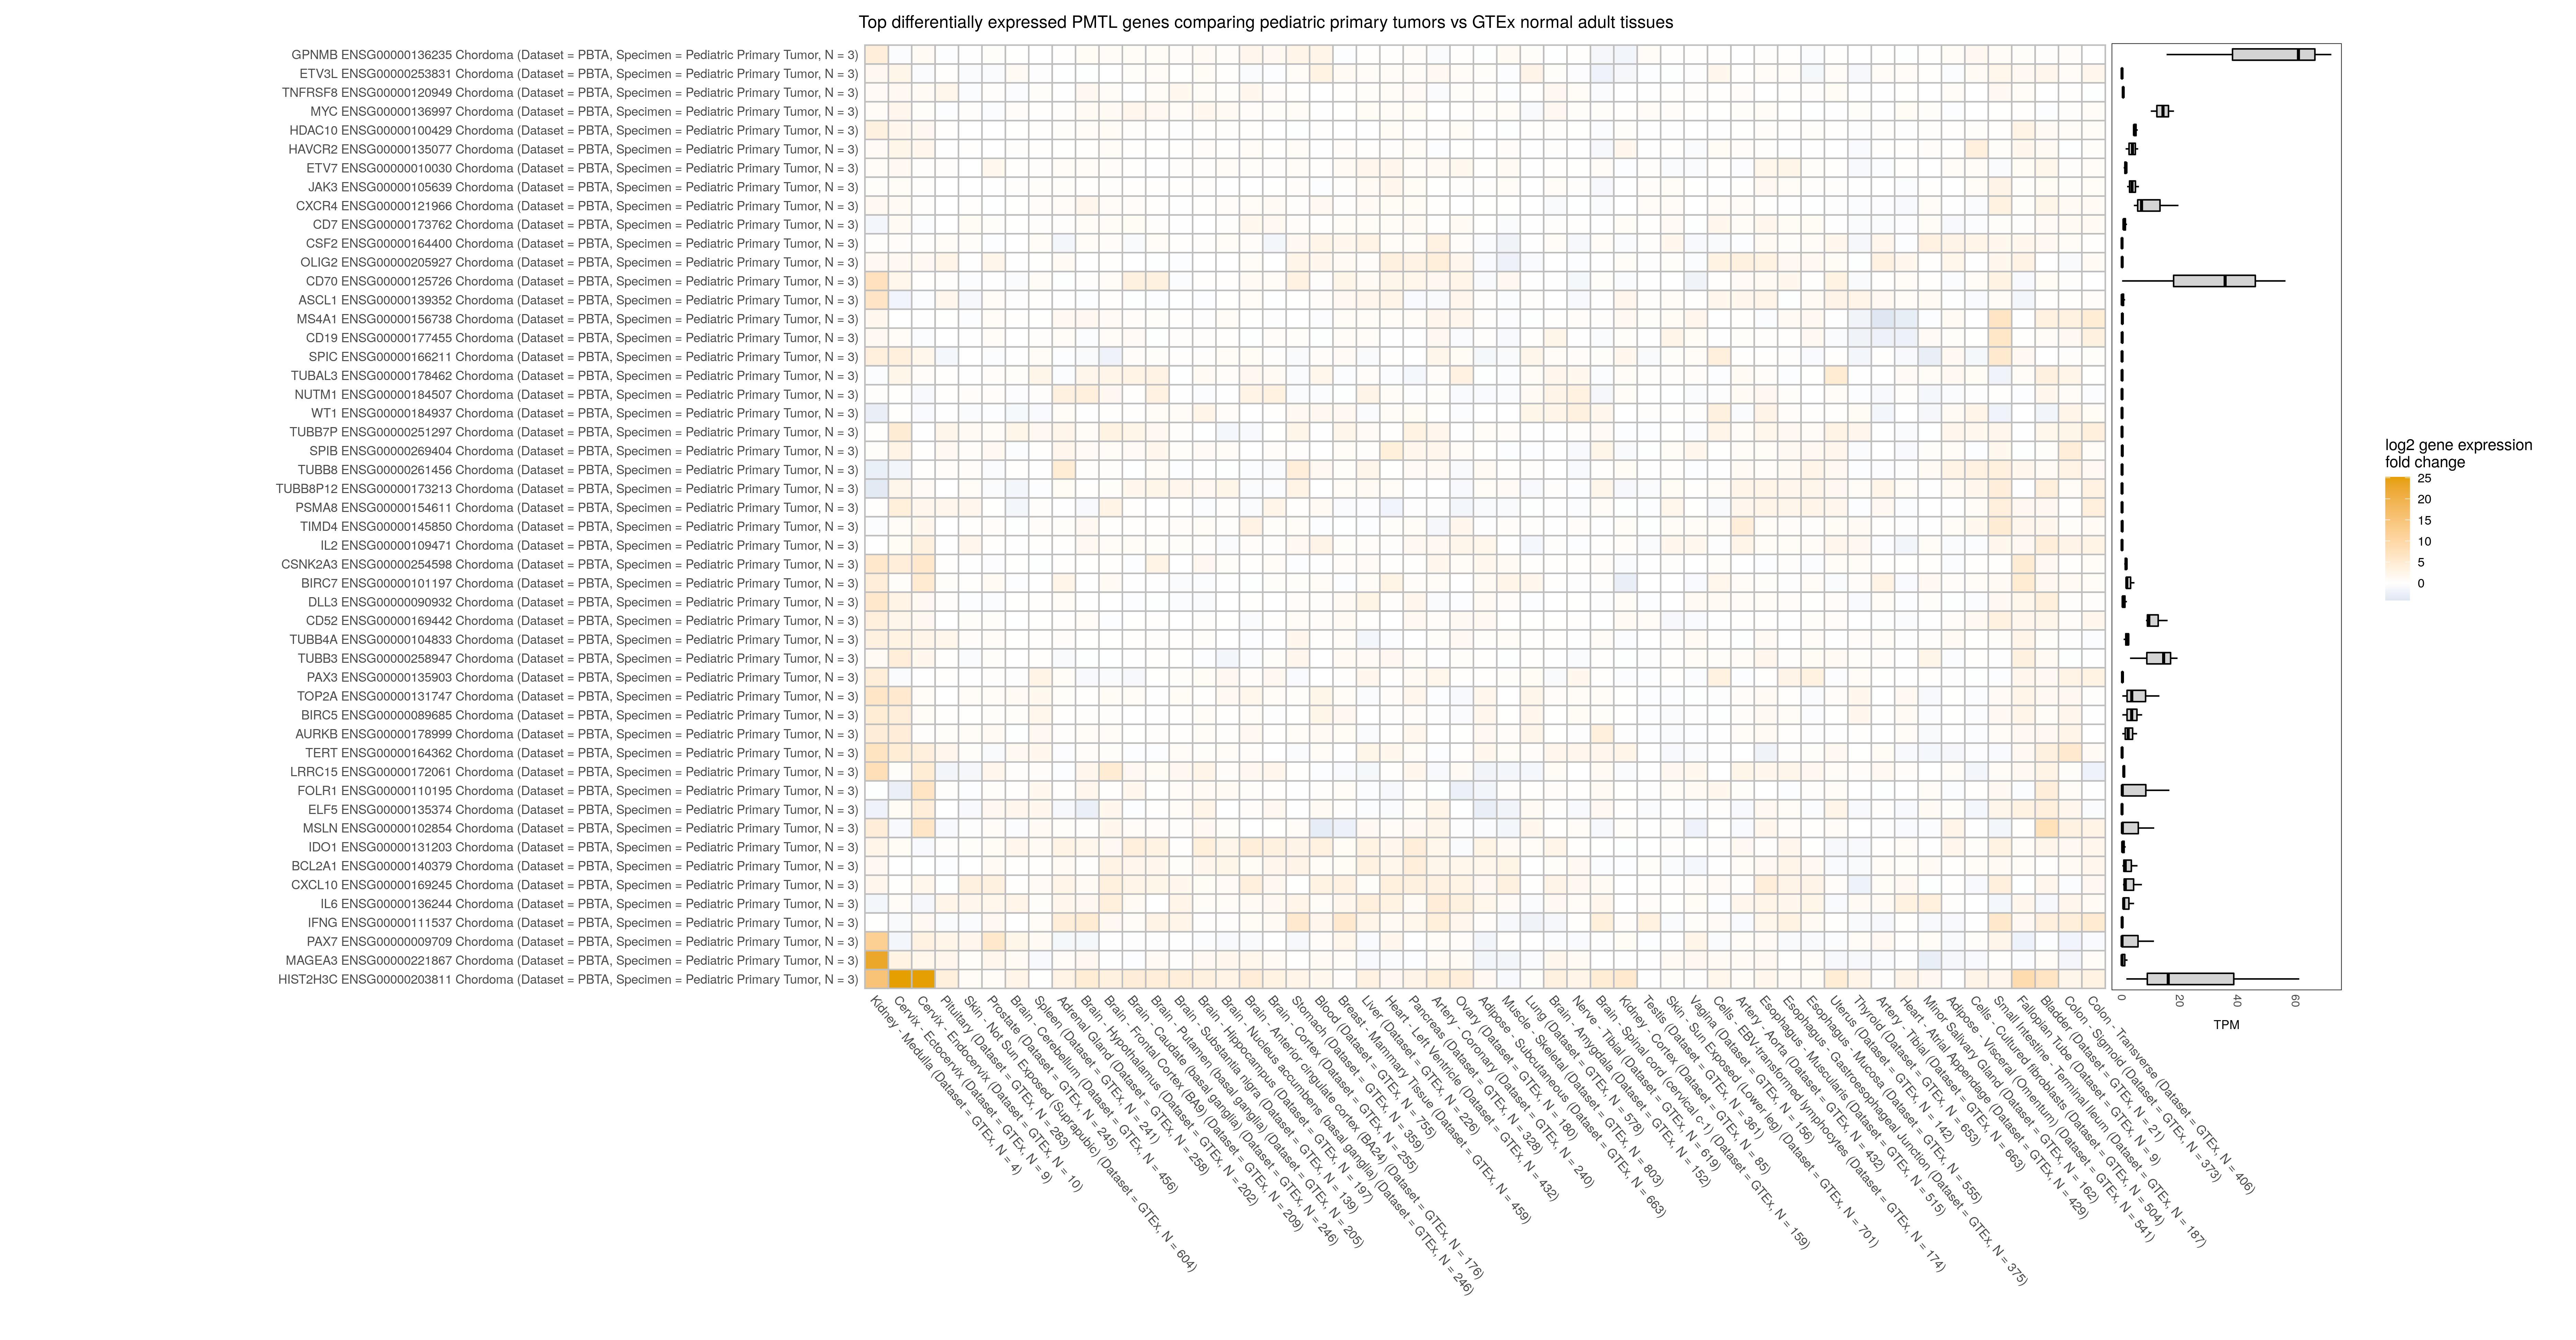 Top differentially expressed PMTL genes comparing pediatric primary tumors vs GTEx normal adult tissues
GPNMB ENSG00000136235 Chordoma (Dataset = PBTA, Specimen = Pediatric Primary Tumor, N = 3)
ETV3L ENSG00000253831 Chordoma (Dataset = PBTA, Specimen = Pediatric Primary Tumor, N = 3)
TNFRSF8 ENSG00000120949 Chordoma (Dataset = PBTA, Specimen = Pediatric Primary Tumor, N = 3)
MYC ENSG00000136997 Chordoma (Dataset = PBTA, Specimen = Pediatric Primary Tumor, N = 3)
HDAC10 ENSG00000100429 Chordoma (Dataset = PBTA, Specimen = Pediatric Primary Tumor, N = 3)
HAVCR2 ENSG00000135077 Chordoma (Dataset = PBTA, Specimen = Pediatric Primary Tumor, N = 3)
ETV7 ENSG00000010030 Chordoma (Dataset = PBTA, Specimen = Pediatric Primary Tumor, N = 3)
JAK3 ENSG00000105639 Chordoma (Dataset = PBTA, Specimen = Pediatric Primary Tumor, N = 3)
CXCR4 ENSG00000121966 Chordoma (Dataset = PBTA, Specimen = Pediatric Primary Tumor, N = 3)
CD7 ENSG00000173762 Chordoma (Dataset = PBTA, Specimen = Pediatric Primary Tumor, N = 3)
CSF2 ENSG00000164400 Chordoma (Dataset = PBTA, Specimen = Pediatric Primary Tumor, N = 3)
OLIG2 ENSG00000205927 Chordoma (Dataset = PBTA, Specimen = Pediatric Primary Tumor, N = 3)
CD70 ENSG00000125726 Chordoma (Dataset = PBTA, Specimen = Pediatric Primary Tumor, N = 3)
ASCL1 ENSG00000139352 Chordoma (Dataset = PBTA, Specimen = Pediatric Primary Tumor, N = 3)
MS4A1 ENSG00000156738 Chordoma (Dataset = PBTA, Specimen = Pediatric Primary Tumor, N = 3)
CD19 ENSG00000177455 Chordoma (Dataset = PBTA, Specimen = Pediatric Primary Tumor, N = 3)
SPIC ENSG00000166211 Chordoma (Dataset = PBTA, Specimen = Pediatric Primary Tumor, N = 3)
TUBAL3 ENSG00000178462 Chordoma (Dataset = PBTA, Specimen = Pediatric Primary Tumor, N = 3)
NUTM1 ENSG00000184507 Chordoma (Dataset = PBTA, Specimen = Pediatric Primary Tumor, N = 3)
WT1 ENSG00000184937 Chordoma (Dataset = PBTA, Specimen = Pediatric Primary Tumor, N = 3)
TUBB7P ENSG00000251297 Chordoma (Dataset = PBTA, Specimen = Pediatric Primary Tumor, N = 3)
SPIB ENSG00000269404 Chordoma (Dataset = PBTA, Specimen = Pediatric Primary Tumor, N = 3)
TUBB8 ENSG00000261456 Chordoma (Dataset = PBTA, Specimen = Pediatric Primary Tumor, N = 3)
TUBB8P12 ENSG00000173213 Chordoma (Dataset = PBTA, Specimen = Pediatric Primary Tumor, N = 3)
PSMA8 ENSG00000154611 Chordoma (Dataset = PBTA, Specimen = Pediatric Primary Tumor, N = 3)
TIMD4 ENSG00000145850 Chordoma (Dataset = PBTA, Specimen = Pediatric Primary Tumor, N = 3)
IL2 ENSG00000109471 Chordoma (Dataset = PBTA, Specimen = Pediatric Primary Tumor, N = 3)
CSNK2A3 ENSG00000254598 Chordoma (Dataset = PBTA, Specimen = Pediatric Primary Tumor, N = 3)
BIRC7 ENSG00000101197 Chordoma (Dataset = PBTA, Specimen = Pediatric Primary Tumor, N = 3)
DLL3 ENSG00000090932 Chordoma (Dataset = PBTA, Specimen = Pediatric Primary Tumor, N = 3)
CD52 ENSG00000169442 Chordoma (Dataset = PBTA, Specimen = Pediatric Primary Tumor, N = 3)
TUBB4A ENSG00000104833 Chordoma (Dataset = PBTA, Specimen = Pediatric Primary Tumor, N = 3)
TUBB3 ENSG00000258947 Chordoma (Dataset = PBTA, Specimen = Pediatric Primary Tumor, N = 3)
PAX3 ENSG00000135903 Chordoma (Dataset = PBTA, Specimen = Pediatric Primary Tumor, N = 3)
TOP2A ENSG00000131747 Chordoma (Dataset = PBTA, Specimen = Pediatric Primary Tumor, N = 3)
BIRC5 ENSG00000089685 Chordoma (Dataset = PBTA, Specimen = Pediatric Primary Tumor, N = 3)
AURKB ENSG00000178999 Chordoma (Dataset = PBTA, Specimen = Pediatric Primary Tumor, N = 3)
TERT ENSG00000164362 Chordoma (Dataset = PBTA, Specimen = Pediatric Primary Tumor, N = 3)
LRRC15 ENSG00000172061 Chordoma (Dataset = PBTA, Specimen = Pediatric Primary Tumor, N = 3)
FOLR1 ENSG00000110195 Chordoma (Dataset = PBTA, Specimen = Pediatric Primary Tumor, N = 3)
ELF5 ENSG00000135374 Chordoma (Dataset = PBTA, Specimen = Pediatric Primary Tumor, N = 3)
MSLN ENSG00000102854 Chordoma (Dataset = PBTA, Specimen = Pediatric Primary Tumor, N = 3)
IDO1 ENSG00000131203 Chordoma (Dataset = PBTA, Specimen = Pediatric Primary Tumor, N = 3)
BCL2A1 ENSG00000140379 Chordoma (Dataset = PBTA, Specimen = Pediatric Primary Tumor, N = 3)
CXCL10 ENSG00000169245 Chordoma (Dataset = PBTA, Specimen = Pediatric Primary Tumor, N = 3)
IL6 ENSG00000136244 Chordoma (Dataset = PBTA, Specimen = Pediatric Primary Tumor, N = 3)
IFNG ENSG00000111537 Chordoma (Dataset = PBTA, Specimen = Pediatric Primary Tumor, N = 3)
PAX7 ENSG00000009709 Chordoma (Dataset = PBTA, Specimen = Pediatric Primary Tumor, N = 3)
MAGEA3 ENSG00000221867 Chordoma (Dataset = PBTA, Specimen = Pediatric Primary Tumor, N = 3)
HIST2H3C ENSG00000203811 Chordoma (Dataset = PBTA, Specimen = Pediatric Primary Tumor, N = 3)
Kidney - Medulla (Dataset = GTEx, N = 4)
Cervix - Ectocervix (Dataset = GTEx, N = 9)
Cervix - Endocervix (Dataset = GTEx, N = 10)
Pituitary (Dataset = GTEx, N = 283)
Skin - Not Sun Exposed (Suprapubic) (Dataset = GTEx, N = 604)
Prostate (Dataset = GTEx, N = 245)
Brain - Cerebellum (Dataset = GTEx, N = 456)
Spleen (Dataset = GTEx, N = 241)
Adrenal Gland (Dataset = GTEx, N = 258)
Brain - Hypothalamus (Dataset = GTEx, N = 202)
Brain - Frontal Cortex (BA9) (Dataset = GTEx, N = 209)
Brain - Caudate (basal ganglia) (Dataset = GTEx, N = 246)
Brain - Putamen (basal ganglia) (Dataset = GTEx, N = 205)
Brain - Substantia nigra (Dataset = GTEx, N = 139)
Brain - Hippocampus (Dataset = GTEx, N = 197)
Brain - Nucleus accumbens (basal ganglia) (Dataset = GTEx, N = 246)
Brain - Anterior cingulate cortex (BA24) (Dataset = GTEx, N = 176)
Brain - Cortex (Dataset = GTEx, N = 255)
Stomach (Dataset = GTEx, N = 359)
Blood (Dataset = GTEx, N = 755)
Breast - Mammary Tissue (Dataset = GTEx, N = 459)
Liver (Dataset = GTEx, N = 226)
Heart - Left Ventricle (Dataset = GTEx, N = 432)
Pancreas (Dataset = GTEx, N = 328)
Artery - Coronary (Dataset = GTEx, N = 240)
Ovary (Dataset = GTEx, N = 180)
Adipose - Subcutaneous (Dataset = GTEx, N = 663)
Muscle - Skeletal (Dataset = GTEx, N = 803)
Lung (Dataset = GTEx, N = 578)
Brain - Amygdala (Dataset = GTEx, N = 152)
Nerve - Tibial (Dataset = GTEx, N = 619)
Brain - Spinal cord (cervical c-1) (Dataset = GTEx, N = 159)
Kidney - Cortex (Dataset = GTEx, N = 85)
Testis (Dataset = GTEx, N = 361)
Skin - Sun Exposed (Lower leg) (Dataset = GTEx, N = 701)
Vagina (Dataset = GTEx, N = 156)
Cells - EBV-transformed lymphocytes (Dataset = GTEx, N = 174)
Artery - Aorta (Dataset = GTEx, N = 432)
Esophagus - Muscularis (Dataset = GTEx, N = 515)
Esophagus - Gastroesophageal Junction (Dataset = GTEx, N = 375)
Esophagus - Mucosa (Dataset = GTEx, N = 555)
Uterus (Dataset = GTEx, N = 142)
Thyroid (Dataset = GTEx, N = 653)
Artery - Tibial (Dataset = GTEx, N = 663)
Heart - Atrial Appendage (Dataset = GTEx, N = 429)
Minor Salivary Gland (Dataset = GTEx, N = 162)
Adipose - Visceral (Omentum) (Dataset = GTEx, N = 541)
Cells - Cultured fibroblasts (Dataset = GTEx, N = 504)
Small Intestine - Terminal Ileum (Dataset = GTEx, N = 187)
Fallopian Tube (Dataset = GTEx, N = 9)
Bladder (Dataset = GTEx, N = 21)
Colon - Sigmoid (Dataset = GTEx, N = 373)
Colon - Transverse (Dataset = GTEx, N = 406)
0
20
40
60
TPM
log2 gene expression
fold change
25
20
15
10
5
0